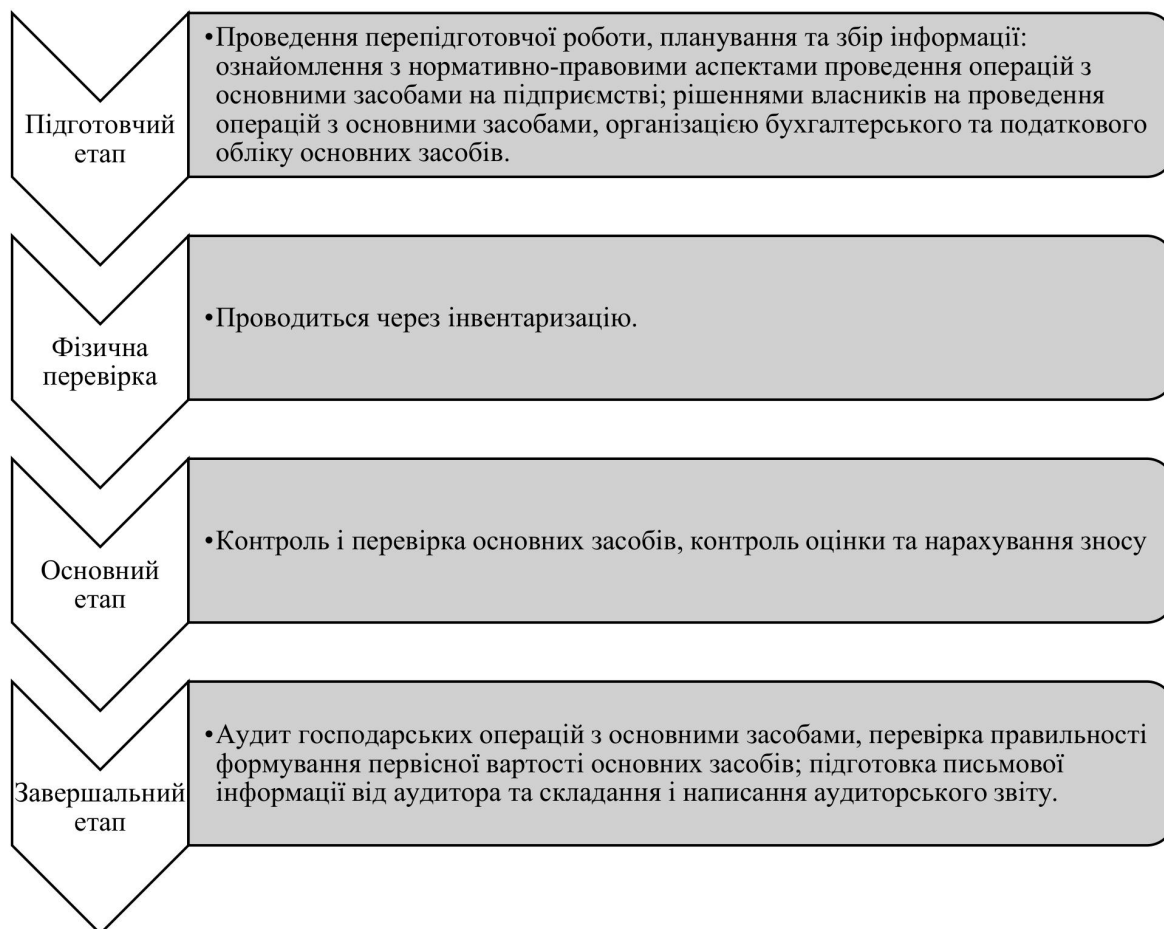 Підготовчий
етап
•Проведення перепідготовчої роботи, планування та збір інформації:
ознайомлення з нормативно-правовими аспектами проведення операцій з
основними засобами на підприємстві; рішеннями власників на проведення
операцій з основними засобами, організацією бухгалтерського та податкового
обліку основних засобів.
Фізична
перевірка
•Проводиться через інвентаризацію.
Основний
етап
•Контроль і перевірка основних засобів, контроль оцінки та нарахування зносу
Завершальний
етап
•Аудит господарських операцій з основними засобами, перевірка правильності
формування первісної вартості основних засобів; підготовка письмової
інформації від аудитора та складання і написання аудиторського звіту.